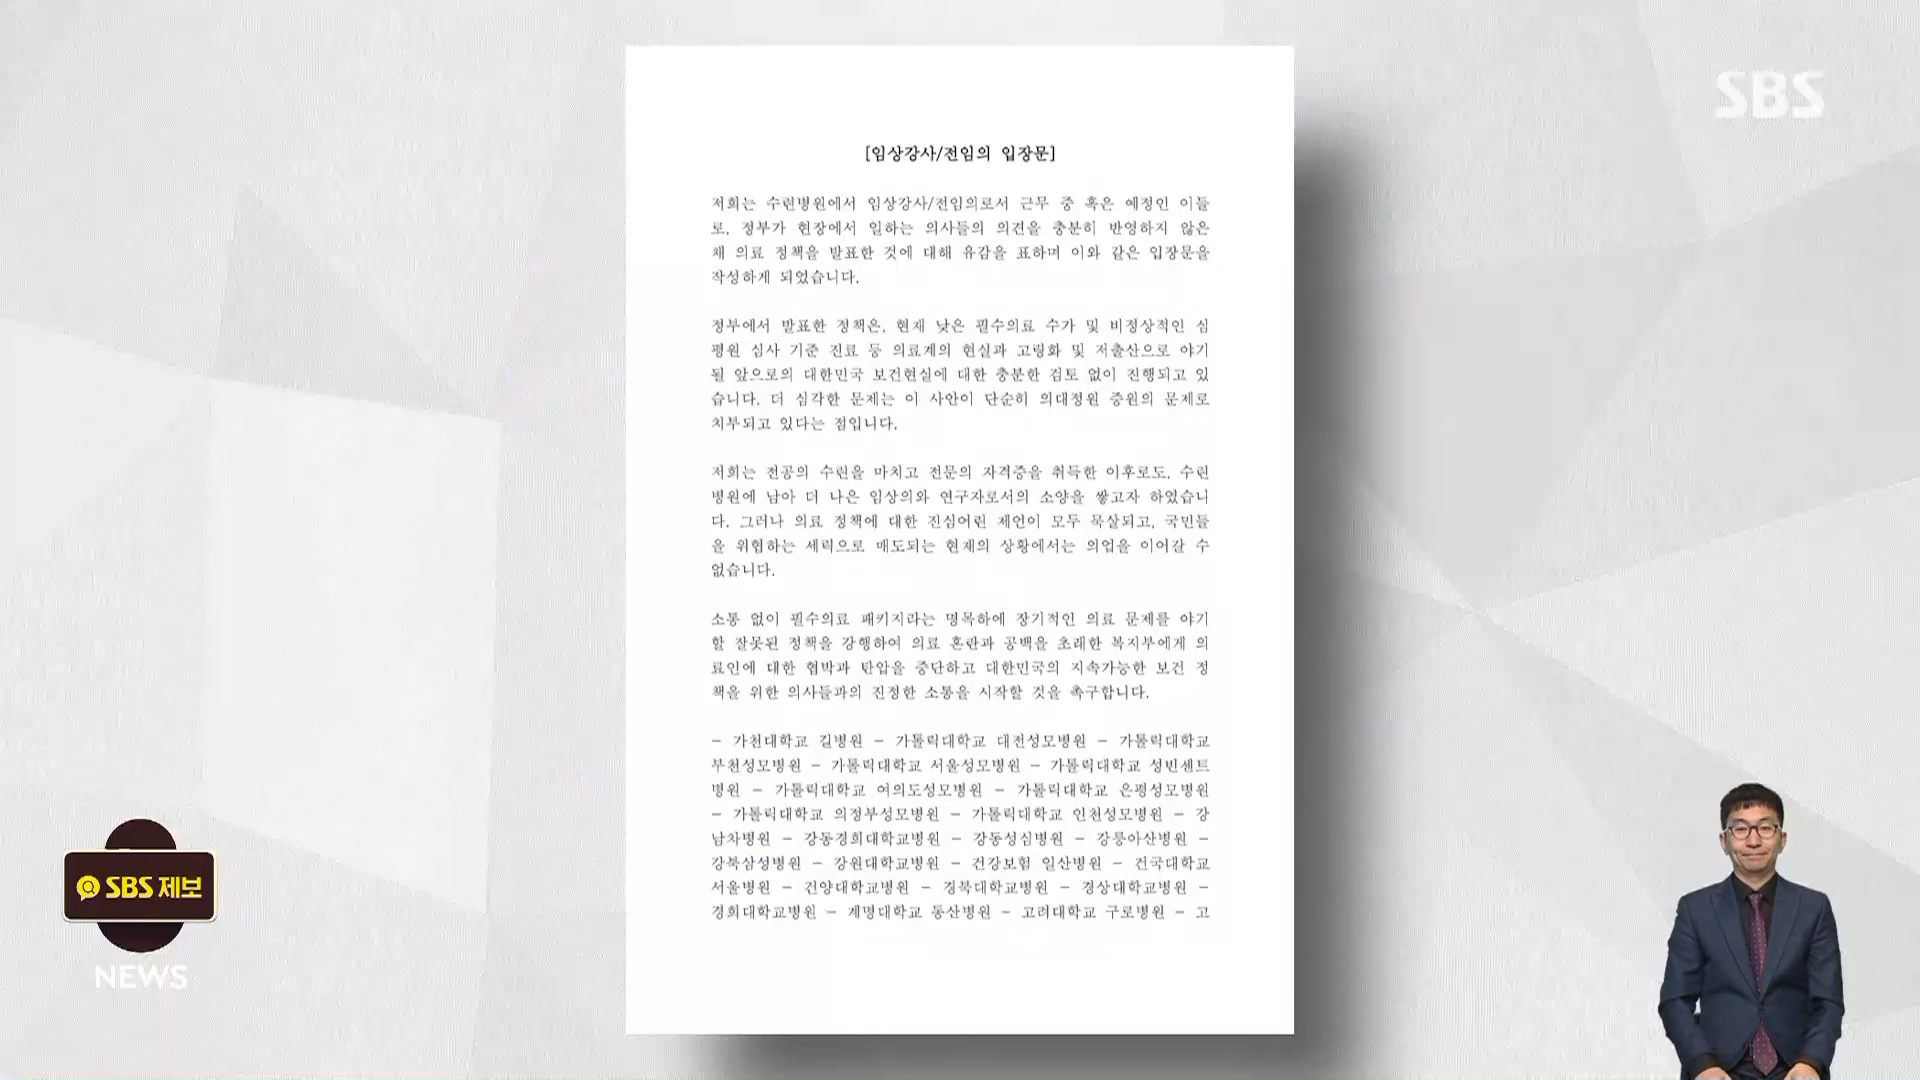 SBS
[임상강사/전임의 입장문]
저희는 수련병원에서 임상강사/전임의로서 근무 중 혹은 예정인 이들
로, 정부가 현장에서 일하는 의사들의 의견을 충분히 반영하지 않은
채 의료 정책을 발표한 것에 대해 유감을 표하며 이와 같은 입장문을
작성하게 되었습니다.
정부에서 발표한 정책은, 현재 낮은 필수의료 수가 및 비정상적인 심
평원 심사 기준 진료 등 의료계의 현실과 고령화 및 저출산으로 야기
될 앞으로의 대한민국 보건현실에 대한 충분한 검토 없이 진행되고 있
습니다. 더 심각한 문제는 이 사안이 단순히 의대정원 증원의 문제로
치부되고 있다는 점입니다.
저희는 전공의 수련을 마치고 전문의 자격증을 취득한 이후로도, 수련
병원에 남아 더 나은 임상의와 연구자로서의 소양을 쌓고자 하였습니
다. 그러나 의료 정책에 대한 진심어린 제언이 모두 묵살되고, 국민들
을 위협하는 세력으로 매도되는 현재의 상황에서는 의업을 이어갈 수
없습니다.
소통 없이 필수의료 패키지라는 명목하에 장기적인 의료 문제를 야기
할 잘못된 정책을 강행하여 의료 혼란과 공백을 초래한 복지부에게 의
료인에 대한 협박과 탄압을 중단하고 대한민국의 지속가능한 보건 정
책을 위한 의사들과의 진정한 소통을 시작할 것을 촉구합니다.
- 가천대학교 길병원 - 가톨릭대학교 대전성모병원 - 가톨릭대학교
부천성모병원 - 가톨릭대학교 서울성모병원 - 가톨릭대학교 성빈센트
병원 - 가톨릭대학교 여의도성모병원 - 가톨릭대학교 은평성모병원
- 가톨릭대학교 의정부성모병원 - 가톨릭대학교 인천성모병원 - 강
남차병원 - 강동경희대학교병원 - 강동성심병원 - 강릉아산병원 -
강북삼성병원 - 강원대학교병원 - 건강보험 일산병원 - 건국대학교
서울병원 - 건양대학교병원 - 경북대학교병원 - 경상대학교병원 -
경희대학교병원 - 계명대학교 동산병원 - 고려대학교 구로병원 - 고
SBS 제보
NEWS